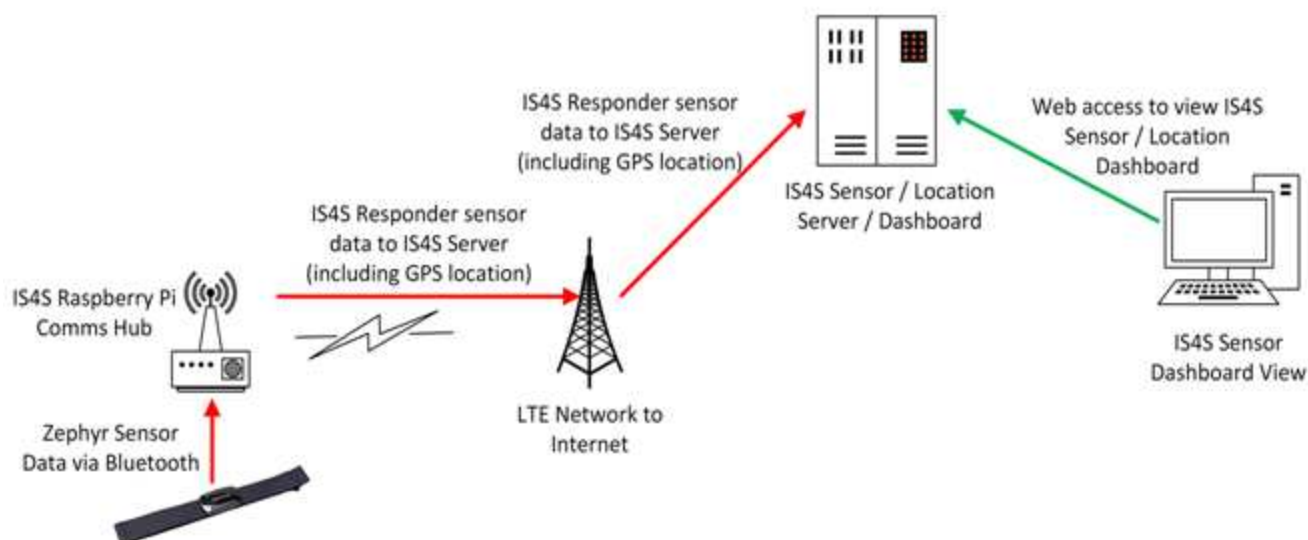 IS4S Responder sensor
data to IS4S Server
(including GPS location)
Web access to view IS4S
Sensor / Location
Dashboard
IS4S Sensor / Location
Server / Dashboard
IS4S Responder sensor
data to IS4S Server
(including GPS location)
IS4S Raspberry Pi
Comms Hub
IS4S Sensor
Dashboard View
LTE Network to
Internet
Zephyr Sensor
Data via Bluetooth